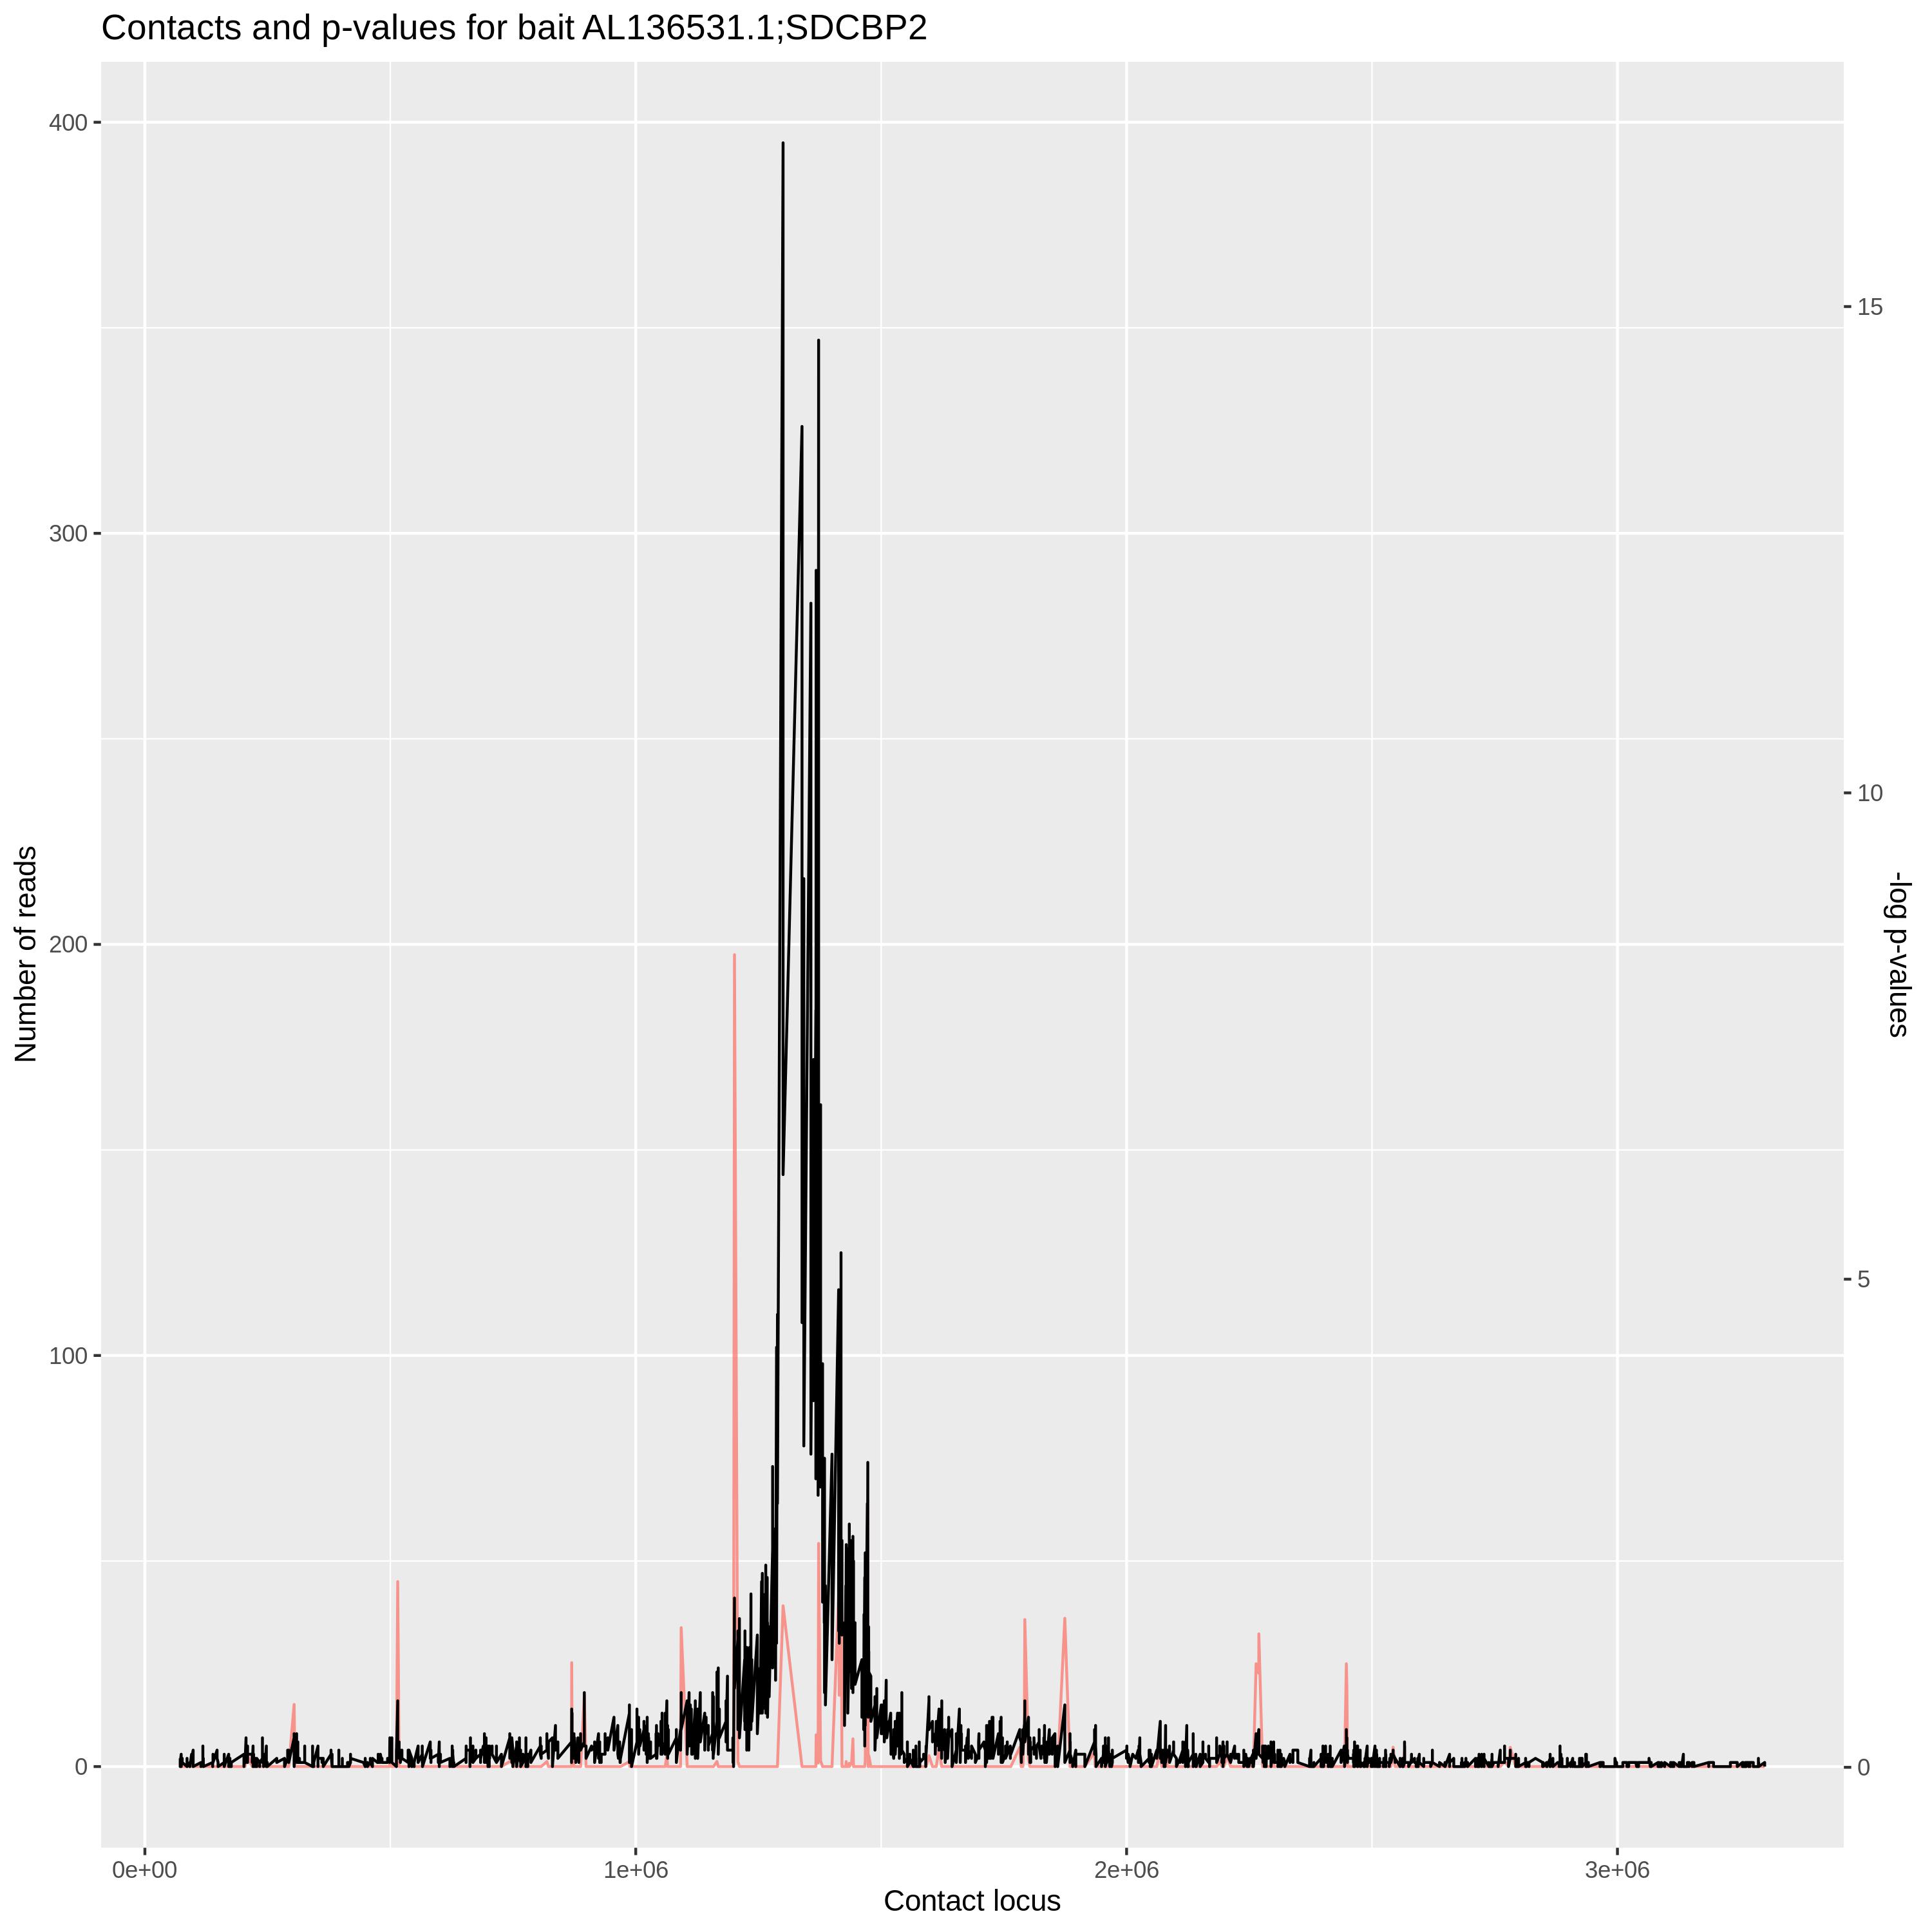 Contacts and p-values for bait AL136531.1;SDCBP2
400
300
200
100
0
Number of reads
15
10
5
0
-log p-values
0e+00
1e+06
2e+06
3e+06
Contact locus